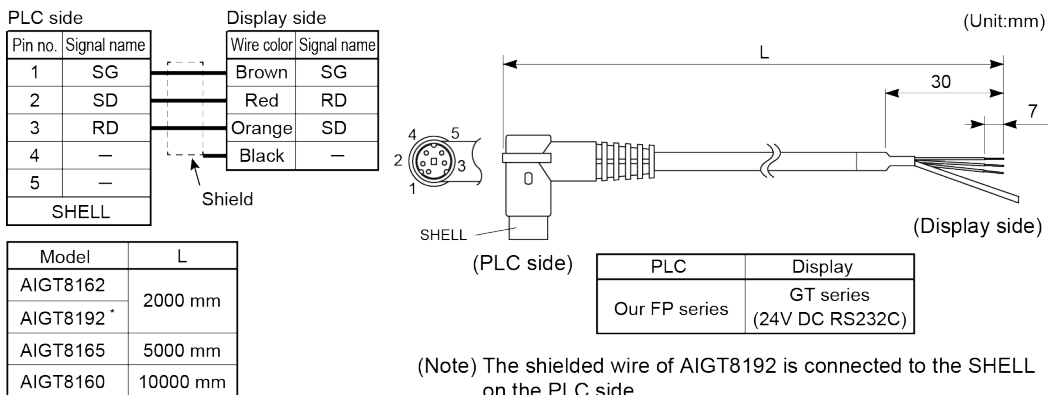 PLC side
Display side
Pin no. Signal name
Wire color Signal name
1 SG Brown SG
2 SD Red RD
3 RD Orange SD
4 — Black —
5 —
SHELL
Shield
(Unit:mm)
L
30
7
4 5
2 3
1
SHELL
(PLC side)
(Display side)
Model L
AIGT8162 2000 mm
AIGT8192 *
AIGT8165 5000 mm
AIGT8160 10000 mm
PLC Display
Our FP series GT series
(24V DC RS232C)
(Note) The shielded wire of AIGT8192 is connected to the SHELL
on the PLC side